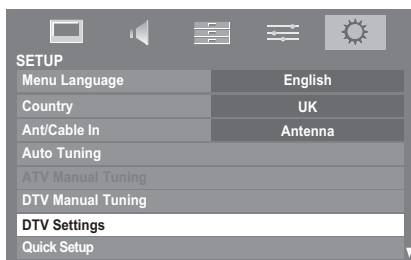 SETUP
Menu Language English
Country UK
Ant/Cable In Antenna
Auto Tuning
ATV Manual Tuning
DTV Manual Tuning
DTV Settings
Quick Setup